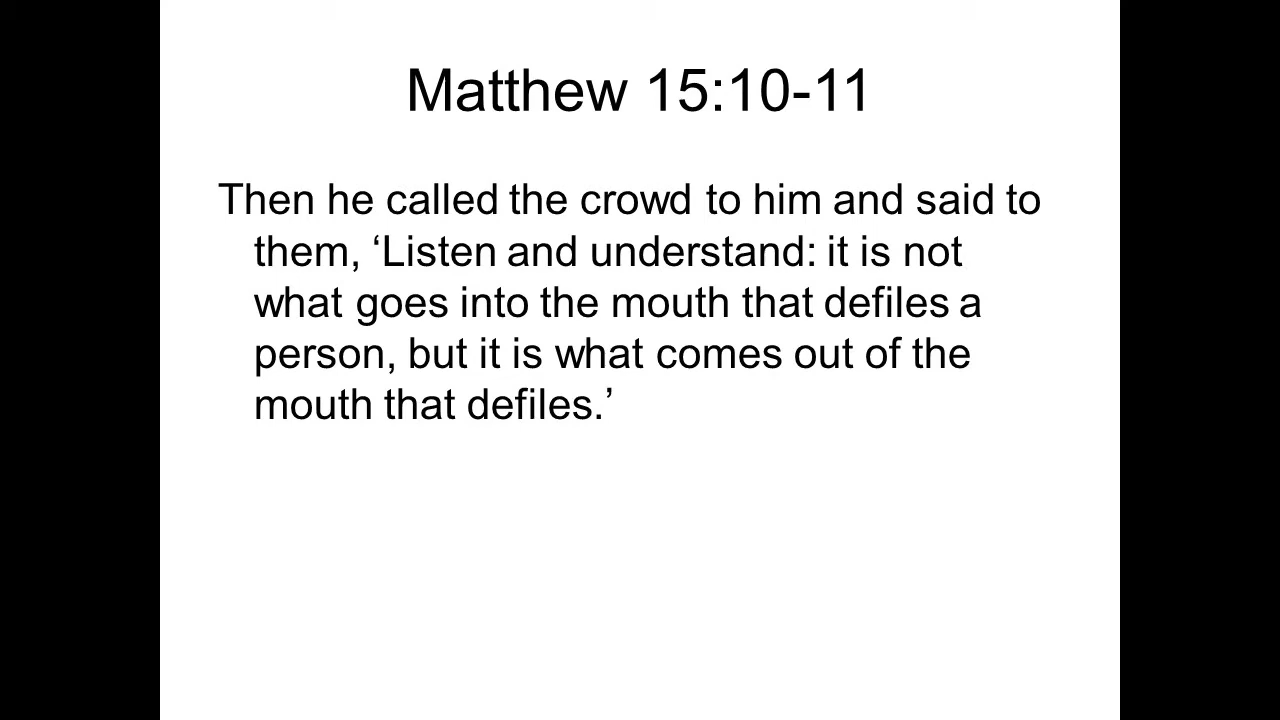 Matthew 15:10-11
Then he called the crowd to him and said to
them, ‘Listen and understand: it is not
what goes into the mouth that defiles a
person, but it is what comes out of the
mouth that defiles.’